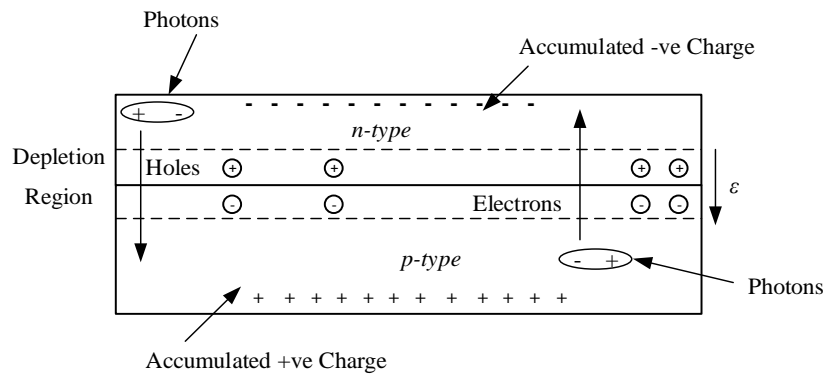 Photons
Accumulated -ve Charge
+ -
- - - - - - - - - - -
n-type
Depletion
Holes
+ + + +
Region
- - - -
Electrons
ε
p-type
- +
Photons
+ + + + + + + + + + + +
Accumulated +ve Charge